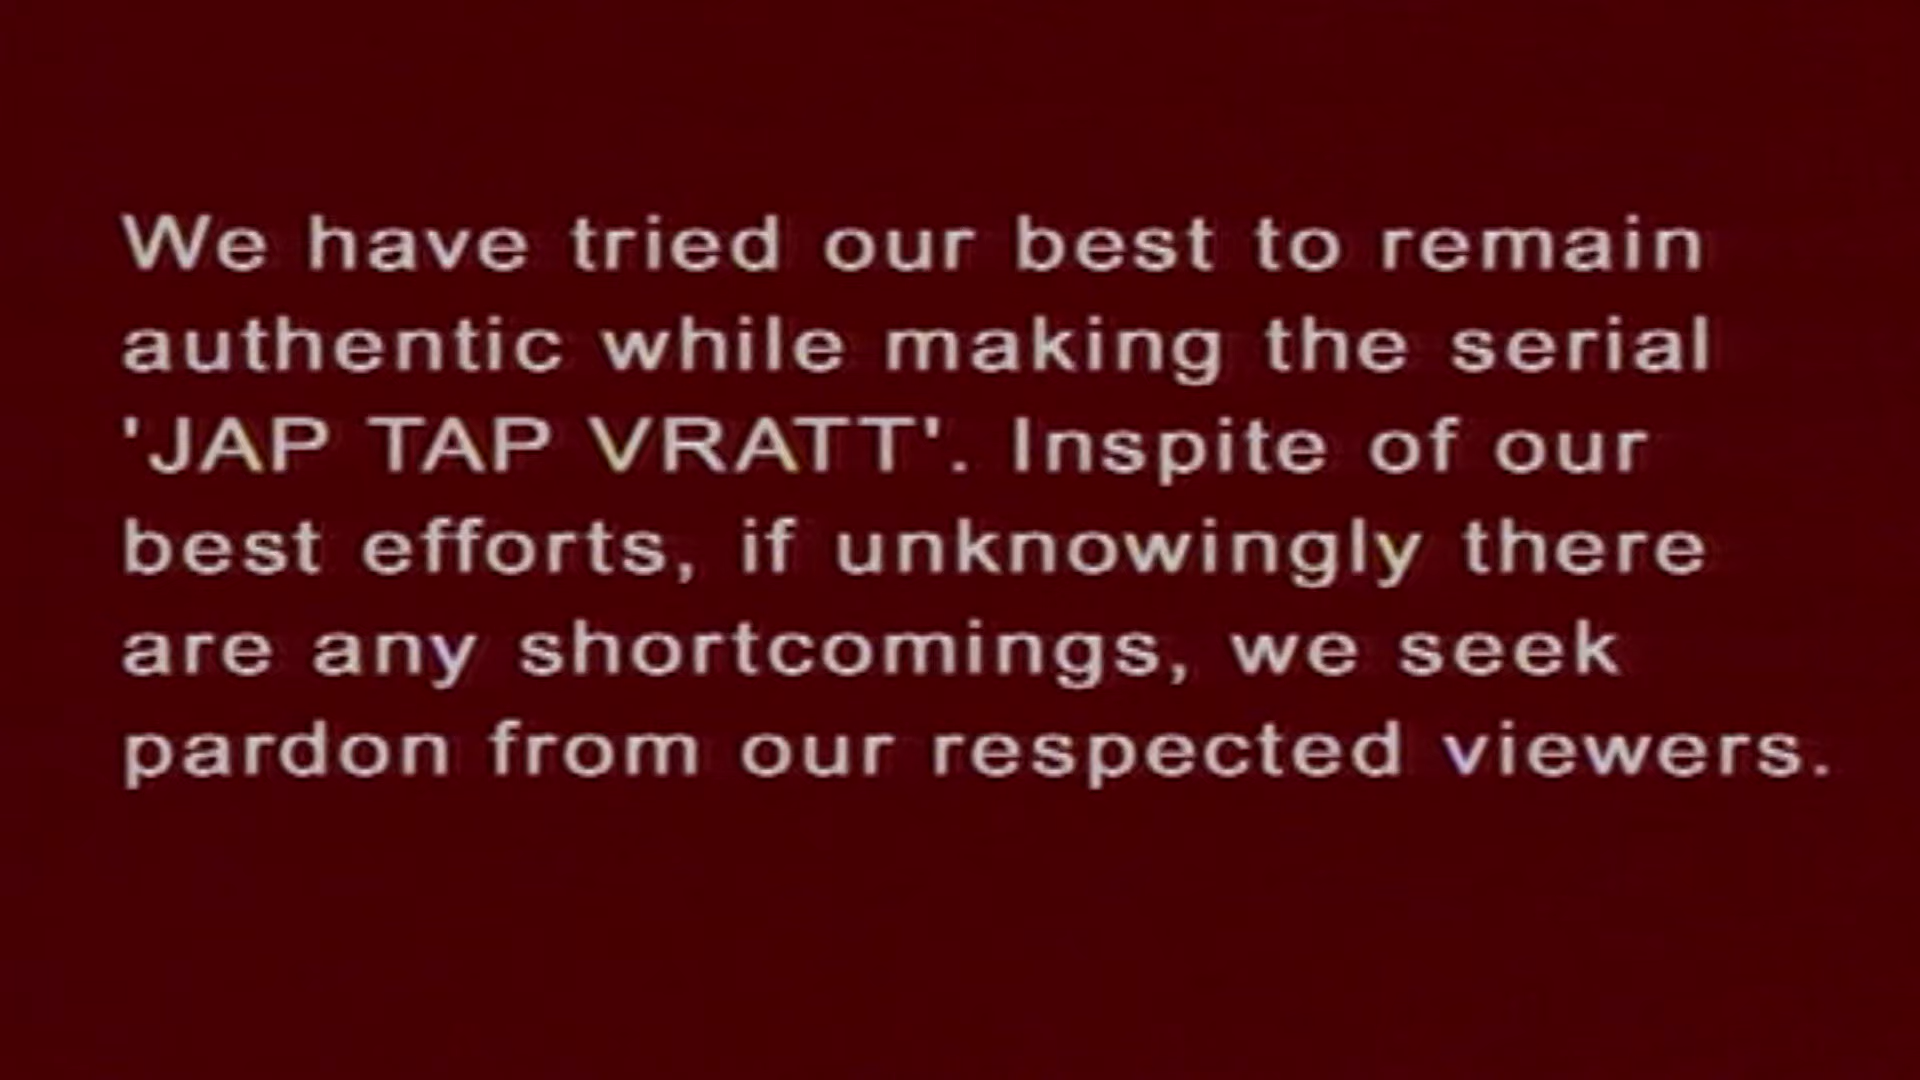 We have tried our best to remain
authentic while making the serial
'JAP TAP VRATT'. Inspite of our
best efforts, if unknowingly there
are any shortcomings, we seek
pardon from our respected viewers.